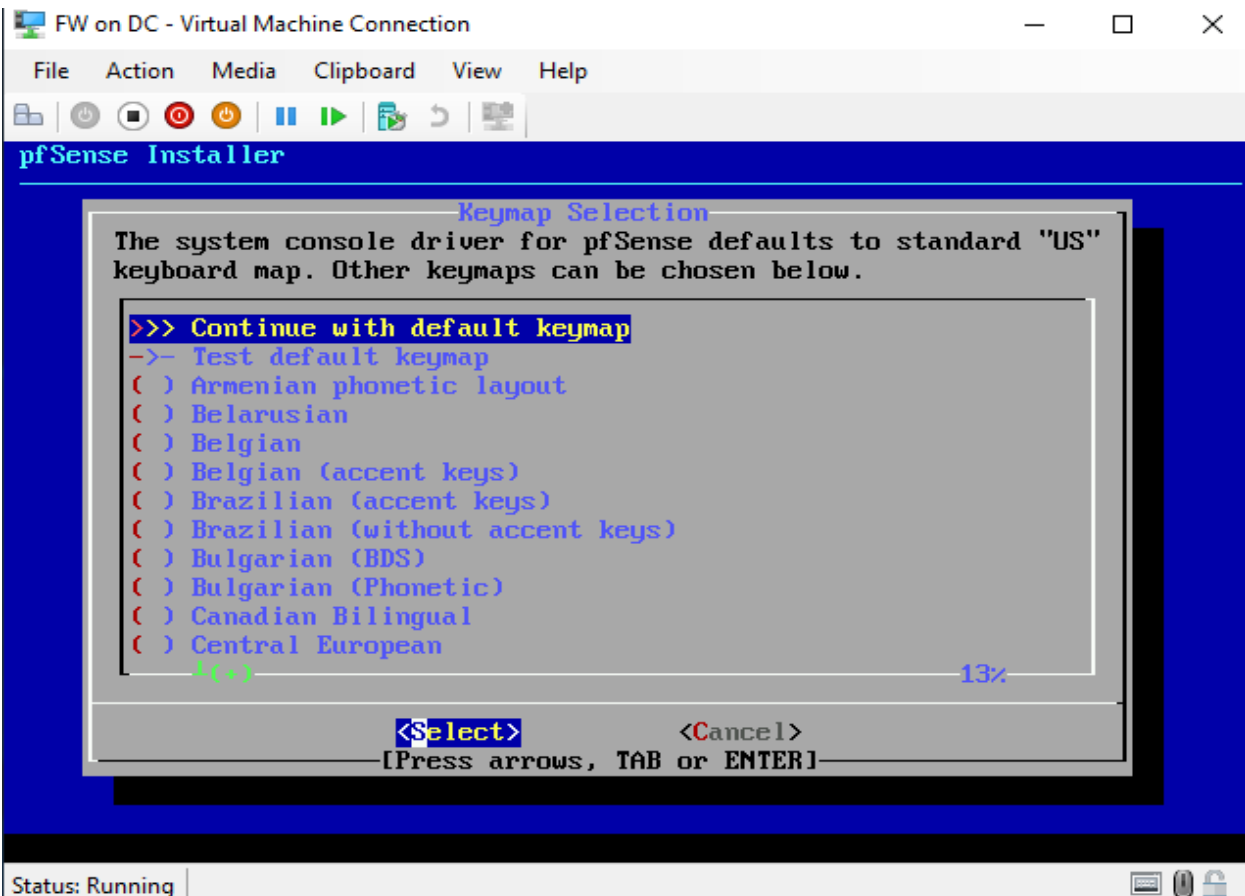 FW on DC - Virtual Machine Connection
File Action Media Clipboard View Help
pfSense Installer
Keymap Selection
The system console driver for pfSense defaults to standard "US"
keyboard map. Other keymaps can be chosen below.
>>> Continue with default keymap
->- Test default keymap
( ) Armenian phonetic layout
( ) Belarusian
( ) Belgian
( ) Belgian (accent keys)
( ) Brazilian (accent keys)
( ) Brazilian (without accent keys)
( ) Bulgarian (BDS)
( ) Bulgarian (Phonetic)
( ) Canadian Bilingual
( ) Central European
┴(+) 13%
<Select> <Cancel>
[Press arrows, TAB or ENTER]
Status: Running